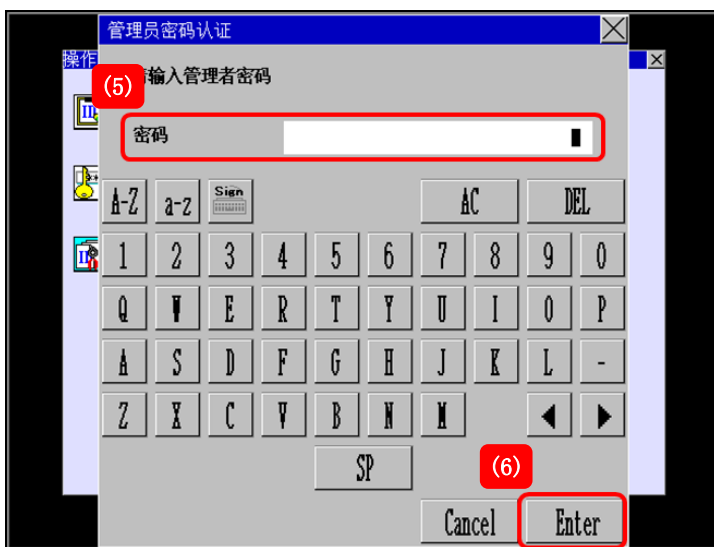 管理员密码认证
操作
(5)
请输入管理者密码
密码
A-Z a-z Sign AC DEL
1 2 3 4 5 6 7 8 9 0
Q W E R T Y U I O P
A S D F G H J K L -
Z X C V B N M ◀ ▶
SP
(6)
Cancel Enter